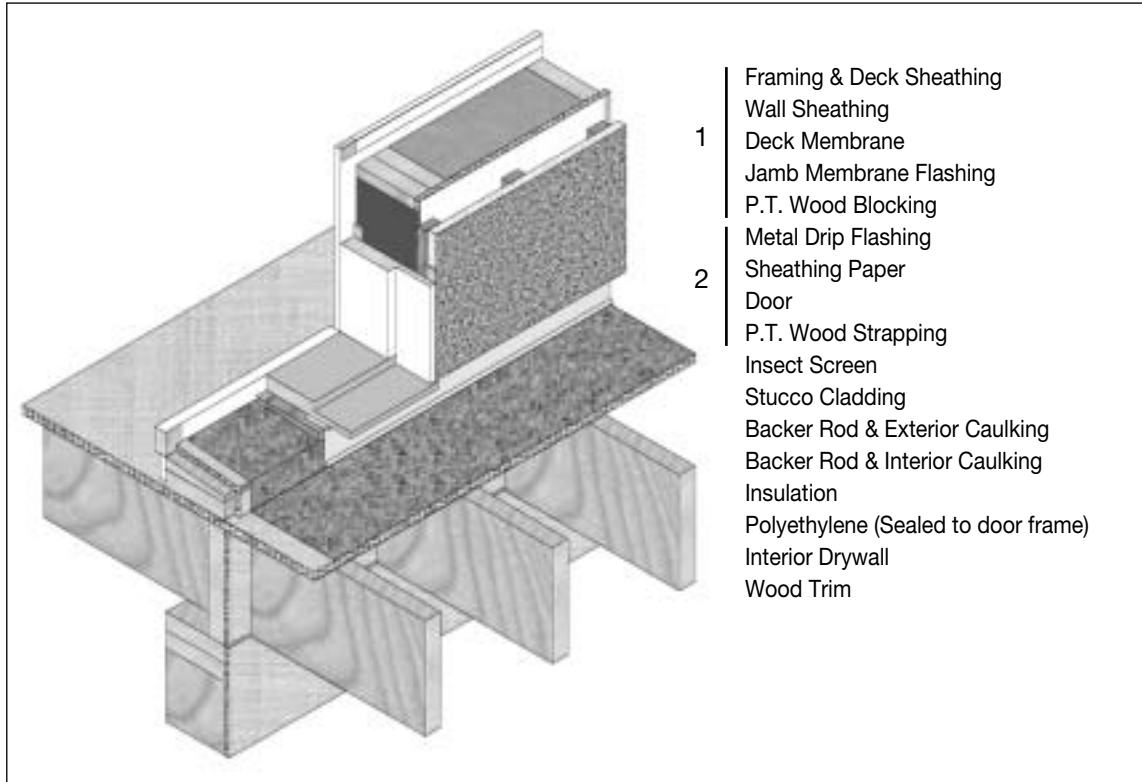 Framing & Deck Sheathing
Wall Sheathing
1
Deck Membrane
Jamb Membrane Flashing
P.T. Wood Blocking
Metal Drip Flashing
Sheathing Paper
2
Door
P.T. Wood Strapping
Insect Screen
Stucco Cladding
Backer Rod & Exterior Caulking
Backer Rod & Interior Caulking
Insulation
Polyethylene (Sealed to door frame)
Interior Drywall
Wood Trim